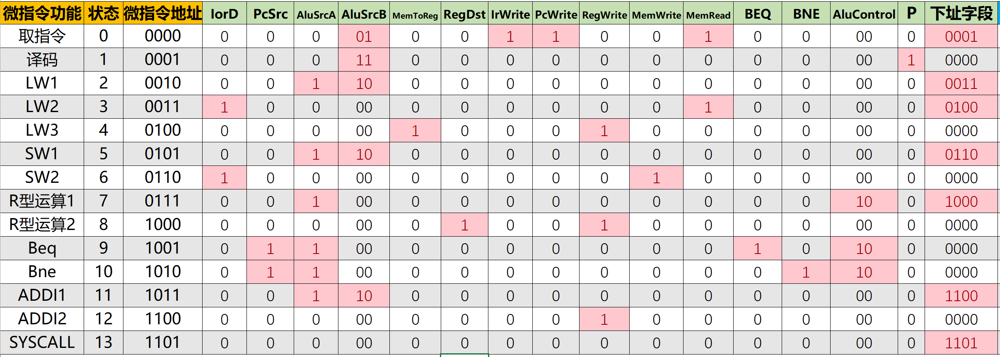 微指令功能 状态 微指令地址 IorD PcSrc AluSrcA AluSrcB MemToReg RegDst IrWrite PcWrite RegWrite MemWrite MemRead BEQ BNE AluControl P 下址字段
取指令 0 0000 0 0 0 01 0 0 1 1 0 0 1 0 0 00 0 0001
译码 1 0001 0 0 0 11 0 0 0 0 0 0 0 0 0 00 1 0000
LW1 2 0010 0 0 1 10 0 0 0 0 0 0 0 0 0 00 0 0011
LW2 3 0011 1 0 0 00 0 0 0 0 0 0 1 0 0 00 0 0100
LW3 4 0100 0 0 0 00 1 0 0 0 1 0 0 0 0 00 0 0000
SW1 5 0101 0 0 1 10 0 0 0 0 0 0 0 0 0 00 0 0110
SW2 6 0110 1 0 0 00 0 0 0 0 0 1 0 0 0 00 0 0000
R型运算1 7 0111 0 0 1 00 0 0 0 0 0 0 0 0 0 10 0 1000
R型运算2 8 1000 0 0 0 00 0 1 0 0 1 0 0 0 0 00 0 0000
Beq 9 1001 0 1 1 00 0 0 0 0 0 0 0 1 0 10 0 0000
Bne 10 1010 0 1 1 00 0 0 0 0 0 0 0 0 1 10 0 0000
ADDI1 11 1011 0 0 1 10 0 0 0 0 0 0 0 0 0 00 0 1100
ADDI2 12 1100 0 0 0 00 0 0 0 0 1 0 0 0 0 00 0 0000
SYSCALL 13 1101 0 0 0 00 0 0 0 0 0 0 0 0 0 00 0 1101